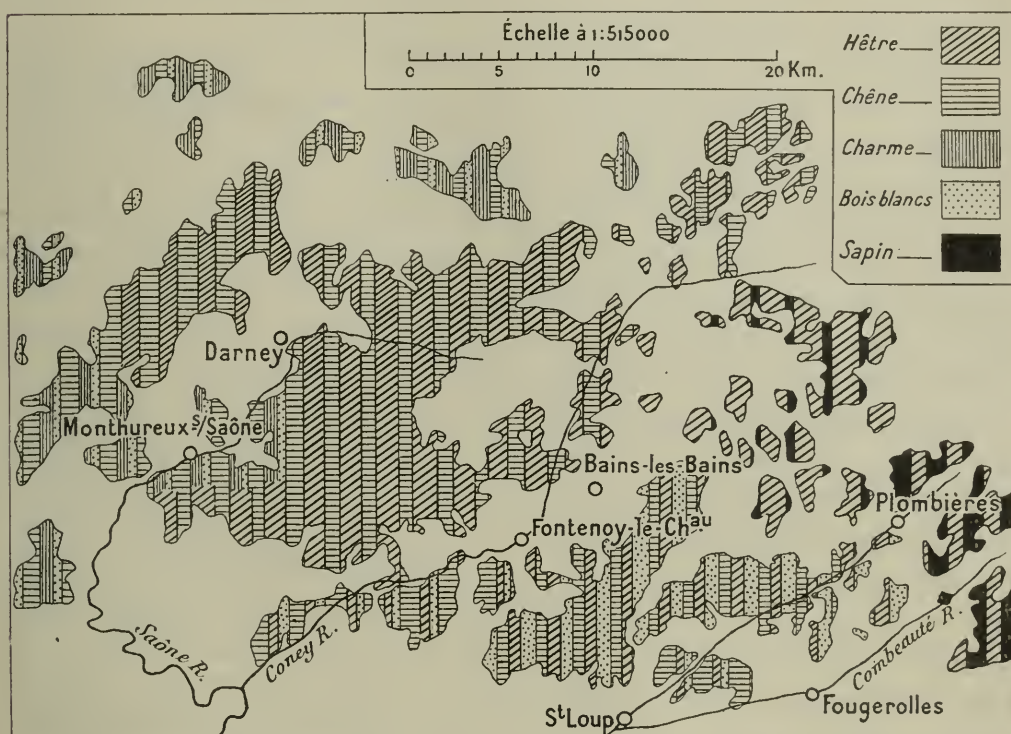 Échelle à 1:515000
0 5 10 20 Km.
Hêtre
Chêne
Charme
Bois blancs
Sapin
Darney
Monthureux s/Saône
Bains-les-Bains
Plombières
Fontenoy-le-Chau
Saône R.
Coney R.
Combeauté R.
St Loup
Fougerolles